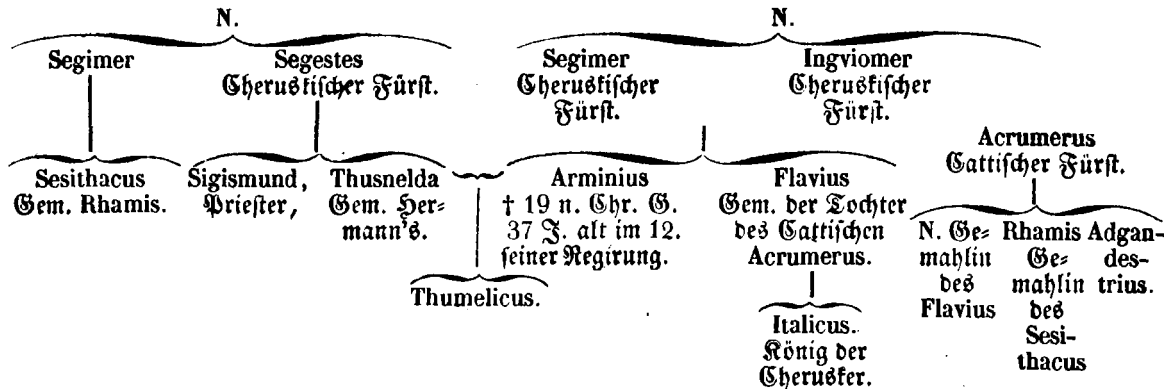 N.
N.
Segimer
Segestes
Cheruskischer Fürst.
Segimer
Cheruskischer
Fürst.
Ingviomer
Cheruskischer
Fürst.
Acrumerus
Cattischer Fürst.
Sesithacus
Gem. Rhamis.
Sigismund,
Priester,
Thusnelda
Gem. Her=
mann's.
Arminius
† 19 n. Chr. G.
37 J. alt im 12.
seiner Regirung.
Flavius
Gem. der Tochter
des Cattischen
Acrumerus.
N. Ge=
mahlin
des
Flavius
Rhamis
Ge=
mahlin
des
Sesi-
thacus
Adgan-
des-
trius.
Thumelicus.
Italicus.
König der
Cherusker.